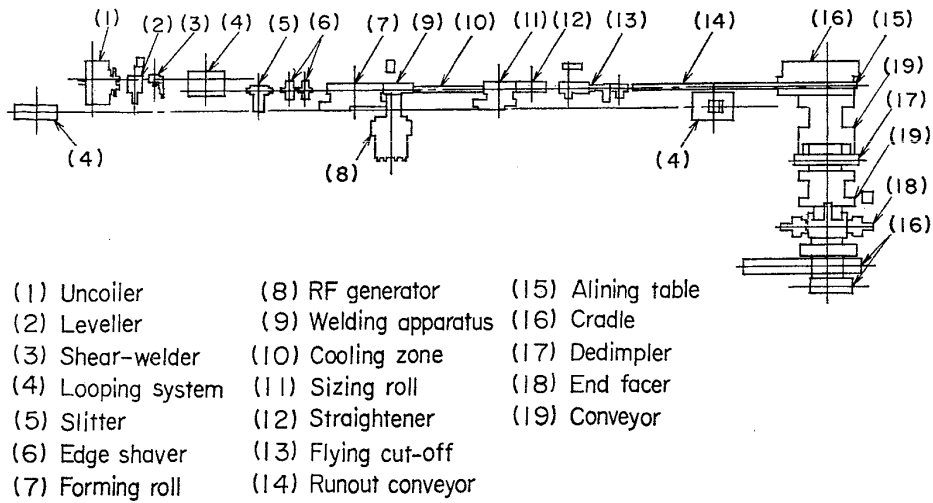 (1) (2) (3) (4) (5) (6) (7) (9) (10) (11) (12) (13) (14) (16) (15)
(19)
(17)
(4) (8) (4) (19)
(18)
(16)
(1) Uncoiler
(2) Leveller
(3) Shear-welder
(4) Looping system
(5) Slitter
(6) Edge shaver
(7) Forming roll
(8) RF generator
(9) Welding apparatus
(10) Cooling zone
(11) Sizing roll
(12) Straightener
(13) Flying cut-off
(14) Runout conveyor
(15) Alining table
(16) Cradle
(17) Dedimpler
(18) End facer
(19) Conveyor